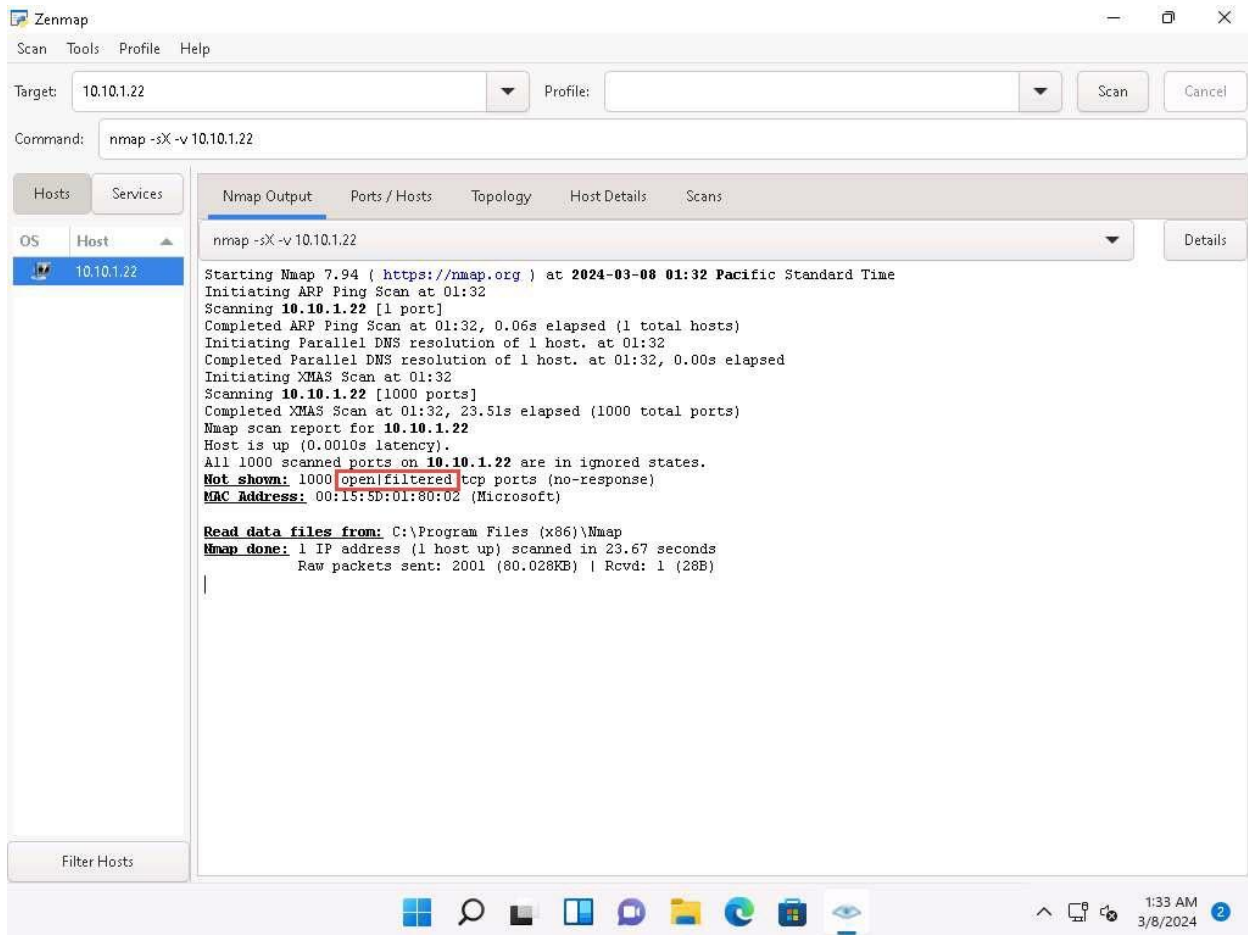 Zenmap
Scan Tools Profile Help
Target: 10.10.1.22 Profile: Scan Cancel
Command: nmap -sX -v 10.10.1.22
Hosts Services
Nmap Output Ports / Hosts Topology Host Details Scans
OS Host
nmap -sX -v 10.10.1.22 Details
10.10.1.22
Starting Nmap 7.94 ( https://nmap.org ) at 2024-03-08 01:32 Pacific Standard Time
Initiating ARP Ping Scan at 01:32
Scanning 10.10.1.22 [1 port]
Completed ARP Ping Scan at 01:32, 0.06s elapsed (1 total hosts)
Initiating Parallel DNS resolution of 1 host. at 01:32
Completed Parallel DNS resolution of 1 host. at 01:32, 0.00s elapsed
Initiating XMAS Scan at 01:32
Scanning 10.10.1.22 [1000 ports]
Completed XMAS Scan at 01:32, 23.51s elapsed (1000 total ports)
Nmap scan report for 10.10.1.22
Host is up (0.0010s latency).
All 1000 scanned ports on 10.10.1.22 are in ignored states.
Not shown: 1000 open|filtered tcp ports (no-response)
MAC Address: 00:15:5D:01:80:02 (Microsoft)
Read data files from: C:\Program Files (x86)\Nmap
Nmap done: 1 IP address (1 host up) scanned in 23.67 seconds
Raw packets sent: 2001 (80.028KB) | Rcvd: 1 (28B)
Filter Hosts
1:33 AM
3/8/2024
2